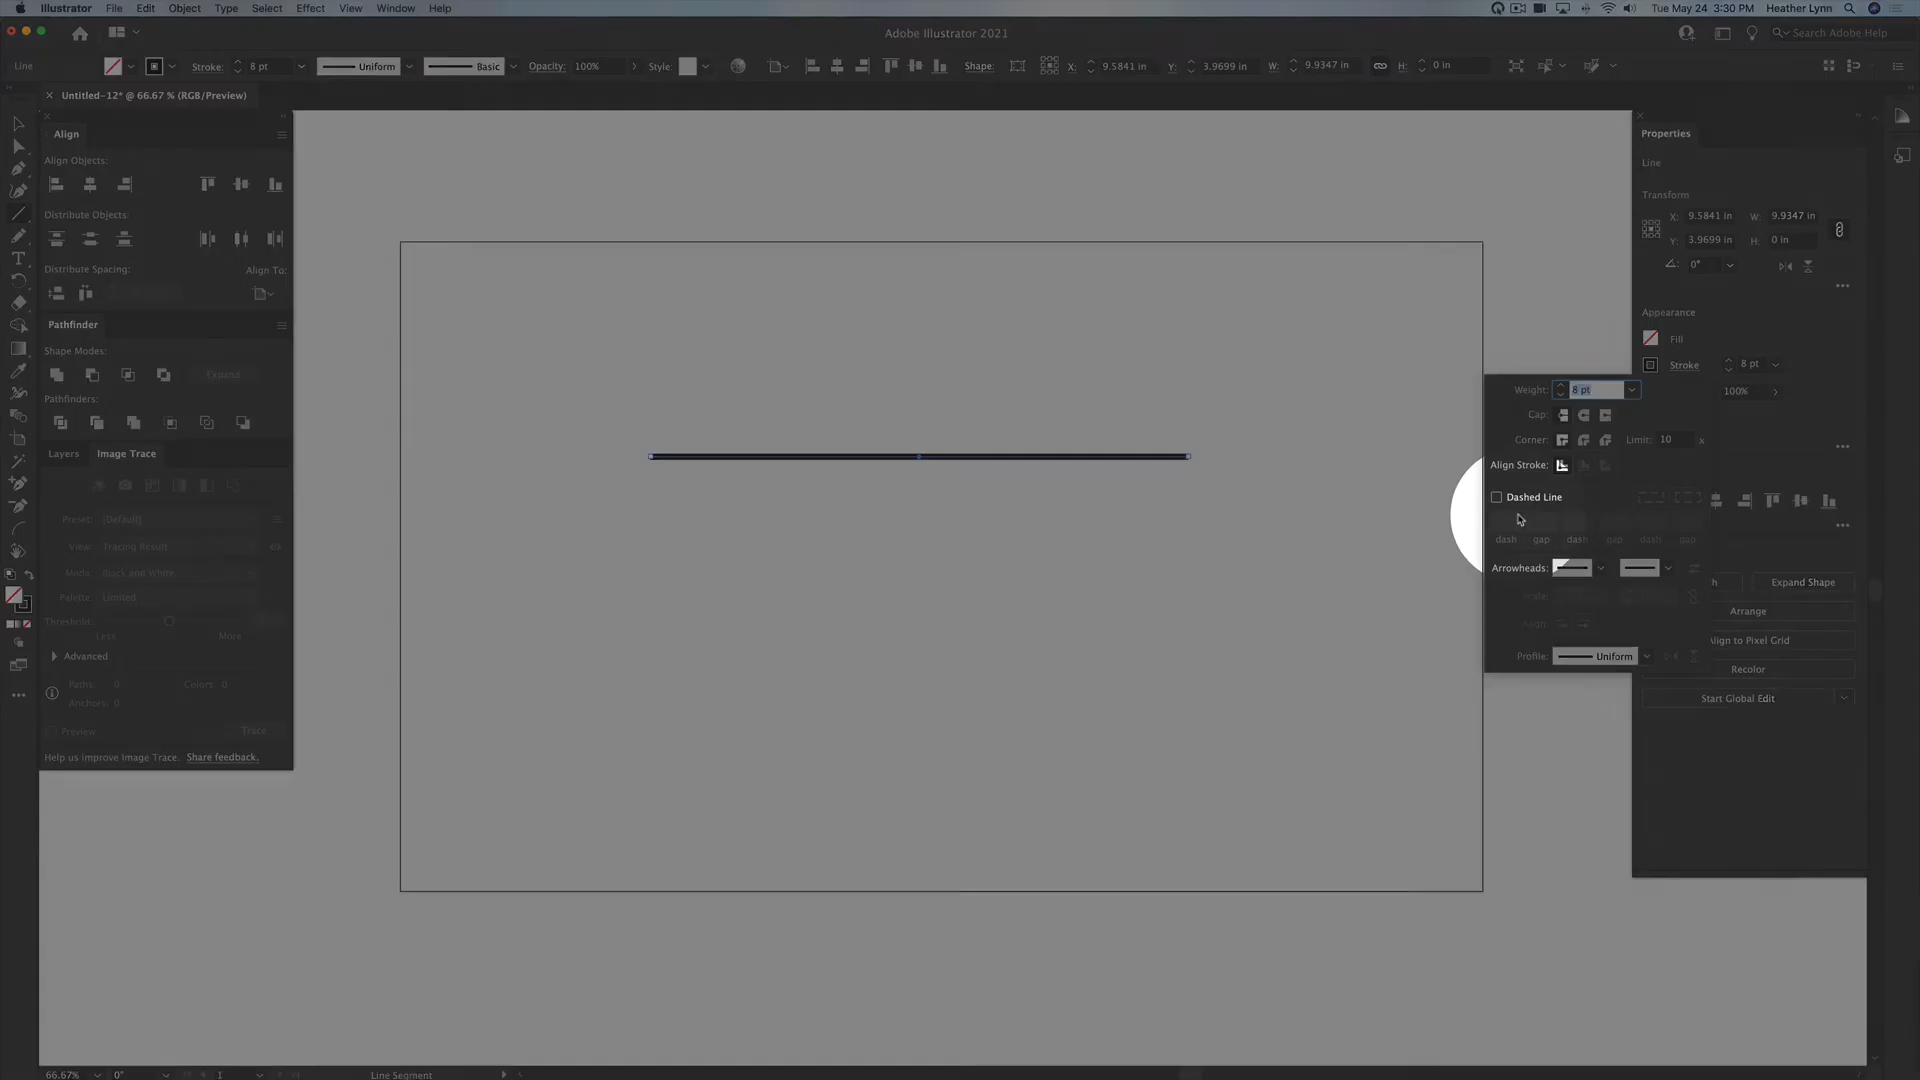 Illustrator File Edit Object Type Select Effect View Window Help
Tue May 24 3:30 PM Heather Lynn
Adobe Illustrator 2021
Search Adobe Help
Line
Stroke: 8 pt Uniform Basic Opacity: 100% Style: Shape: X: 9.5841 in Y: 3.9699 in W: 9.9347 in H: 0 in
Untitled-12* @ 66.67 % (RGB/Preview)
Align
Align Objects:
Distribute Objects:
Distribute Spacing: Align To:
Pathfinder
Shape Modes:
Expand
Pathfinders:
Layers Image Trace
Preset: [Default]
View: Tracing Result
Mode: Black and White
Palette: Limited
Threshold:
Less More
Advanced
Paths: 0 Colors: 0
Anchors: 0
Preview Trace
Help us improve Image Trace. Share feedback.
Weight: 8 pt
Cap:
Corner: Limit: 10 x
Align Stroke:
Dashed Line
dash gap dash gap dash gap
Arrowheads:
Scale:
Align:
Profile: Uniform
Properties
Line
Transform
X: 9.5841 in W: 9.9347 in
Y: 3.9699 in H: 0 in
0°
Appearance
Fill
Stroke 8 pt
100%
h Expand Shape
Arrange
lign to Pixel Grid
Recolor
Start Global Edit
66.67% 0° 1 Line Segment